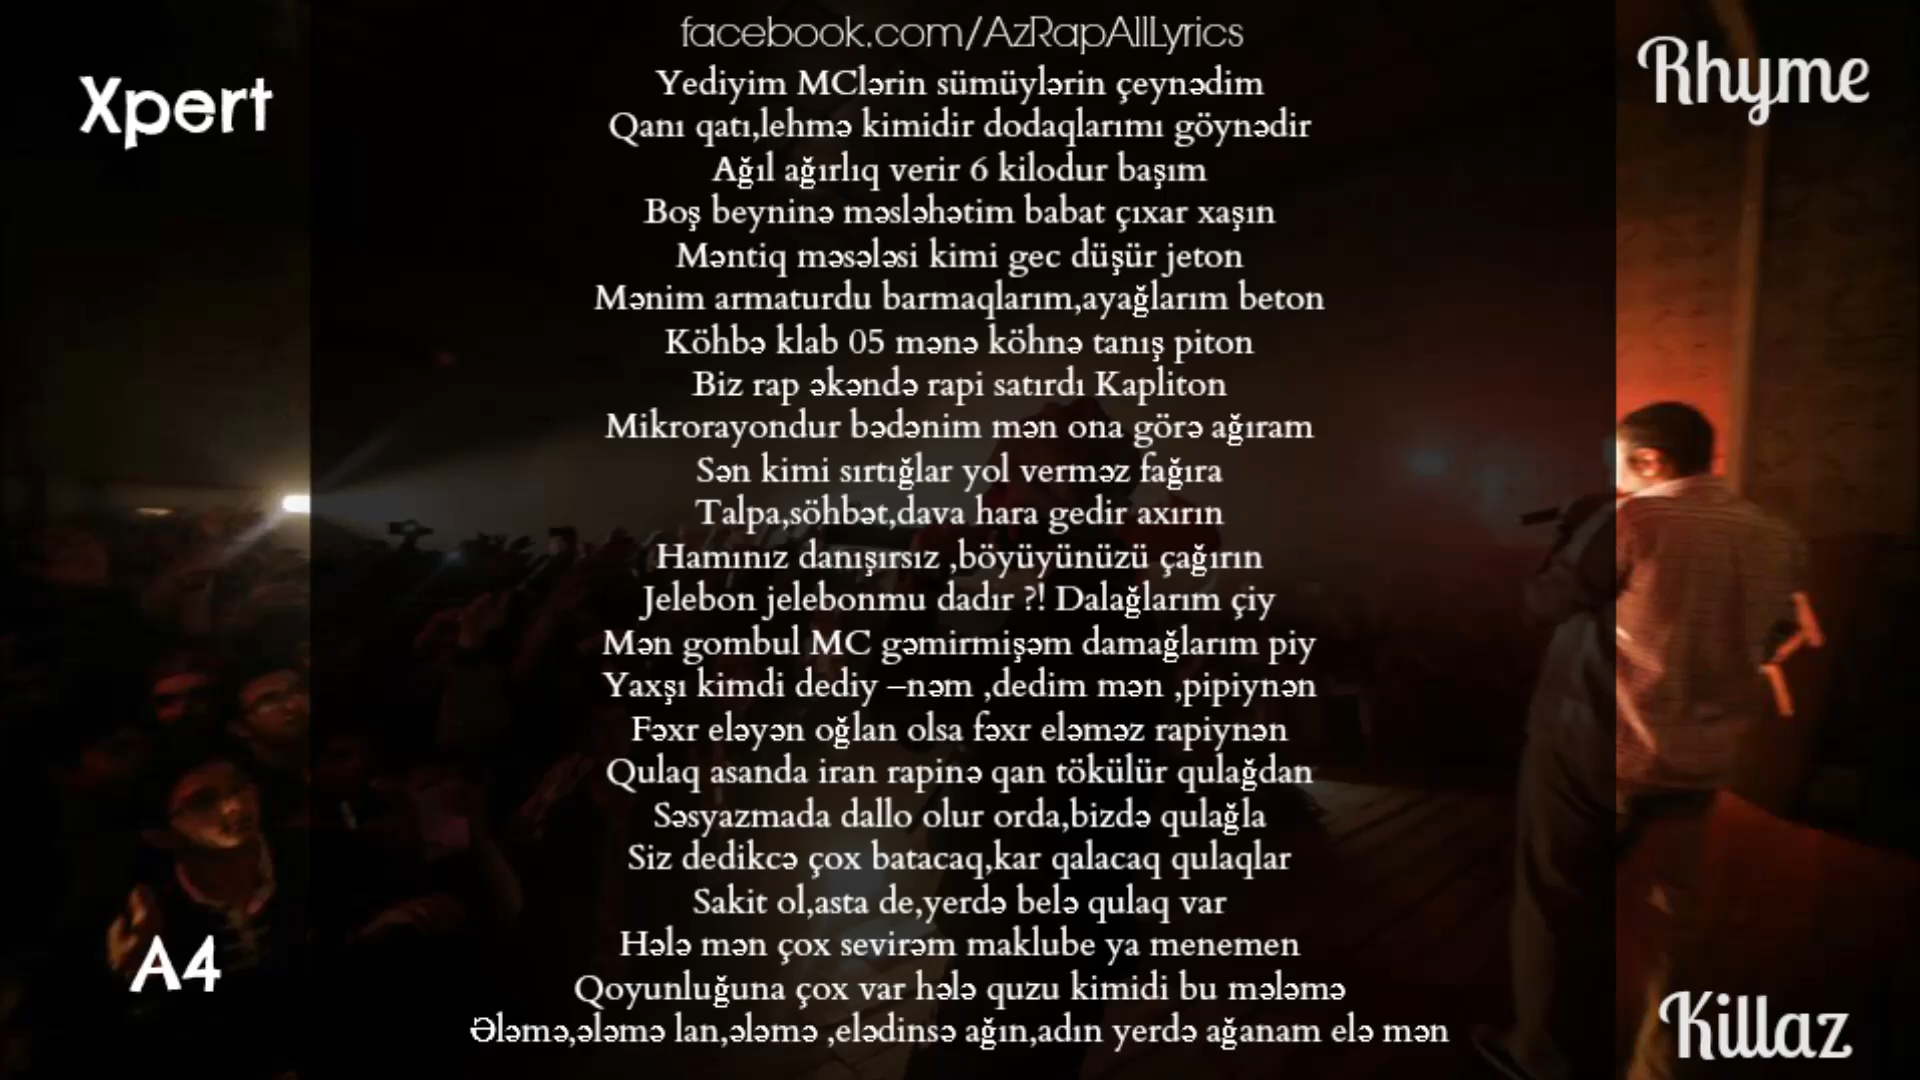 facebook.com/AzRapAllLyrics
Xpert
Rhyme
Yediyim MClərin sümüylərin çeynədim
Qanı qatı,lehmə kimidir dodaqlarımı göynədir
Ağıl ağırlıq verir 6 kilodur başım
Boş beyninə məsləhətim babat çıxar xaşın
Məntiq məsələsi kimi gec düşür jeton
Mənim armaturdu barmaqlarım,ayağlarım beton
Köhbə klab 05 mənə köhnə tanış piton
Biz rap əkəndə rapi satırdı Kapliton
Mikrorayondur bədənim mən ona görə ağıram
Sən kimi sırtığlar yol verməz fağıra
Talpa,söhbət,dava hara gedir axırın
Hamınız danışırsız ,böyüyünüzü çağırın
Jelebon jelebonmu dadır ?! Dalağlarım çiy
Mən gombul MC gəmirmişəm damağlarım piy
Yaxşı kimdi dediy –nəm ,dedim mən ,pipiynən
Fəxr eləyən oğlan olsa fəxr eləməz rapiynən
Qulaq asanda iran rapinə qan tökülür qulağdan
Səsyazmada dallo olur orda,bizdə qulağla
Siz dedikcə çox batacaq,kar qalacaq qulaqlar
Sakit ol,asta de,yerdə belə qulaq var
Hələ mən çox sevirəm maklube ya menemen
Qoyunluğuna çox var hələ quzu kimidi bu mələmə
Ələmə,ələmə lan,ələmə ,elədinsə ağın,adın yerdə ağanam elə mən
A4
Killaz